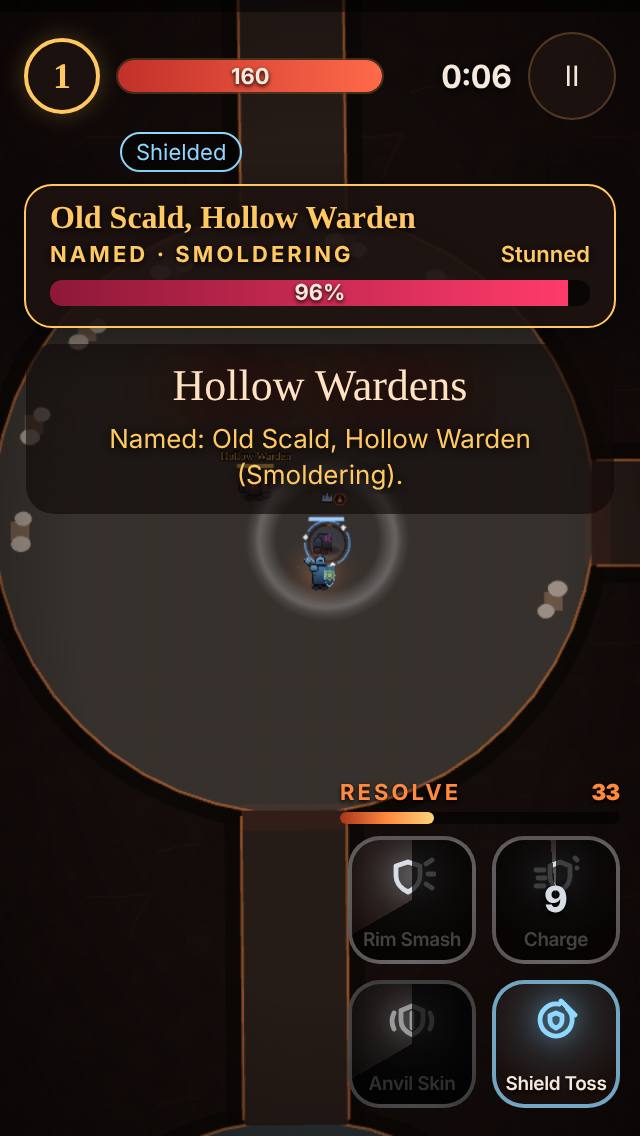 1
160
0:06
Shielded
Old Scald, Hollow Warden
NAMED · SMOLDERING
Stunned
96%
Hollow Wardens
Named: Old Scald, Hollow Warden
(Smoldering).
Hollow Warden
RESOLVE
33
Rim Smash
9
Charge
Anvil Skin
Shield Toss